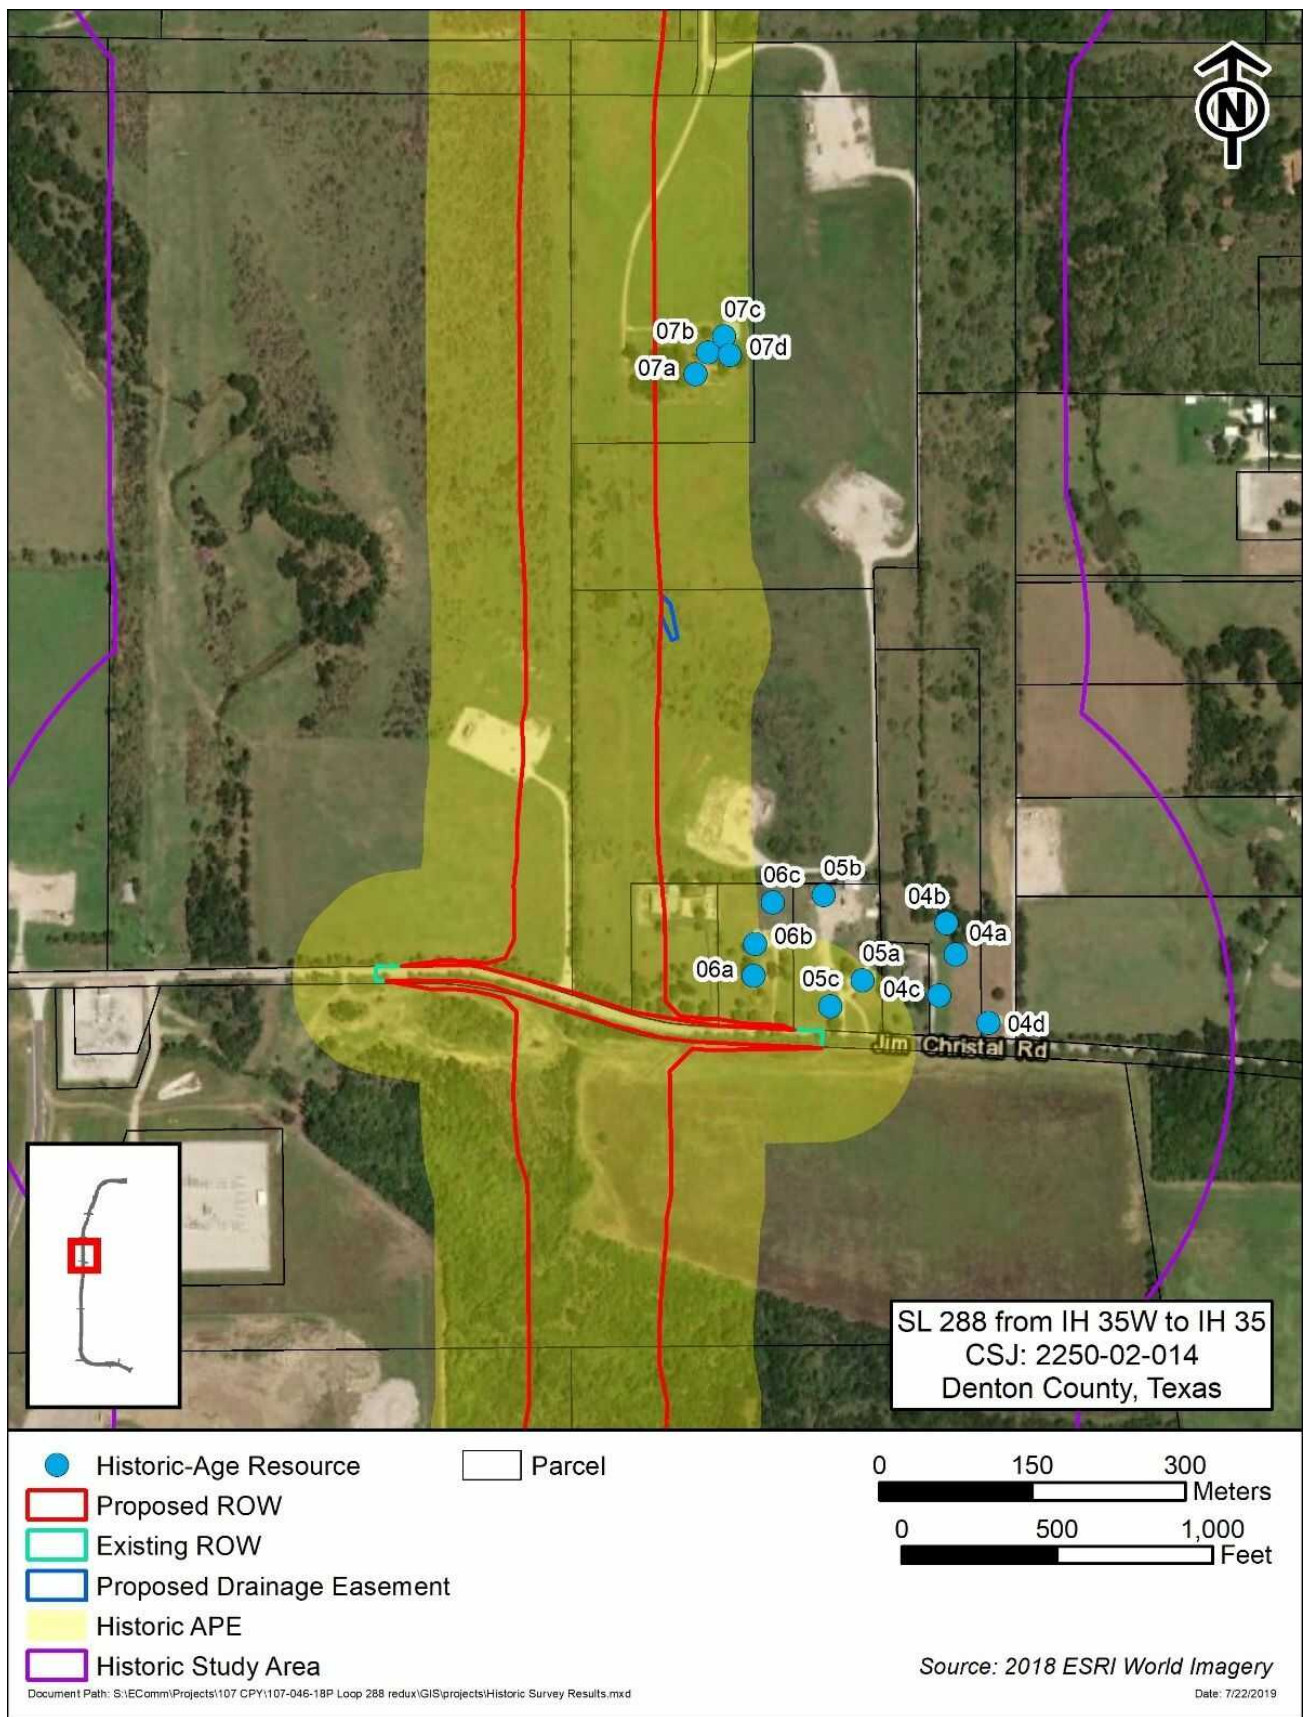 N
07c
07b
07d
07a
06c
05b
04b
04a
06b
05a
06a
05c
04c
04d
Jim Christal Rd
SL 288 from IH 35W to IH 35
CSJ: 2250-02-014
Denton County, Texas
Historic-Age Resource
Parcel
Proposed ROW
Existing ROW
Proposed Drainage Easement
Historic APE
Historic Study Area
0 150 300
Meters
0 500 1,000
Feet
Source: 2018 ESRI World Imagery
Document Path: S:\EComm\Projects\107 CPY\107-046-18P Loop 288 redux\GIS\projects\Historic Survey Results.mxd
Date: 7/22/2019